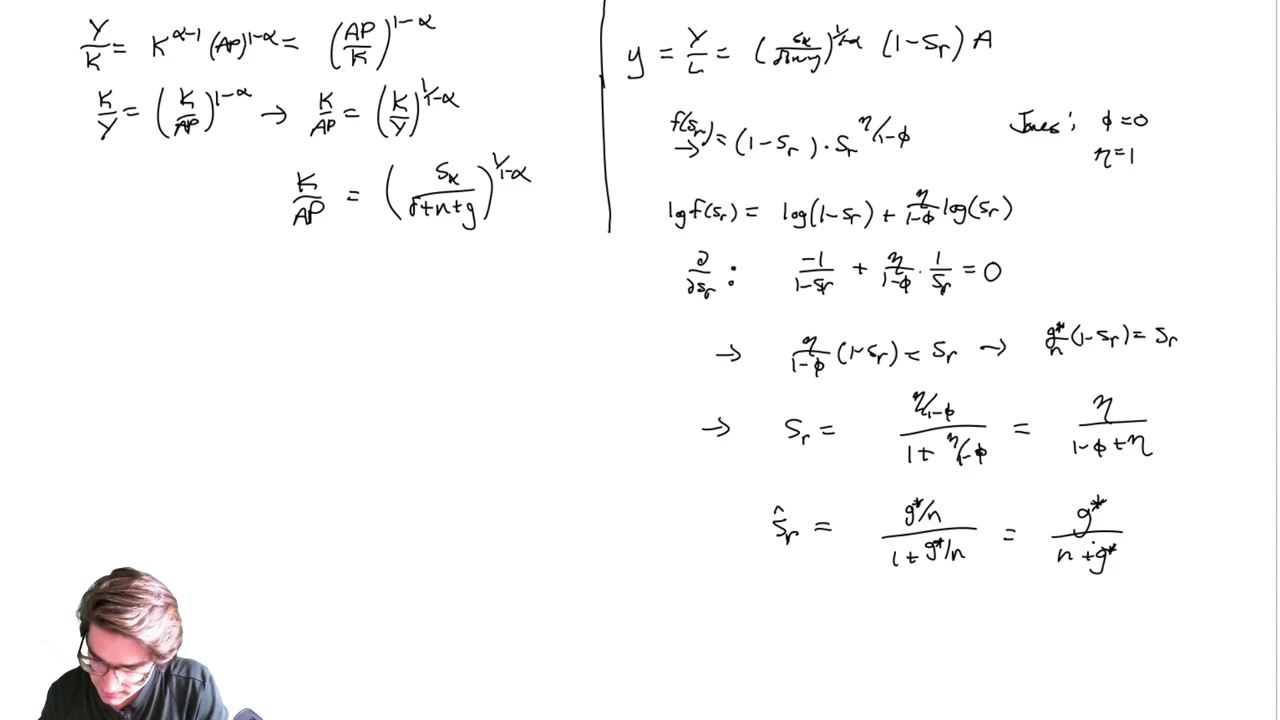 Y/K = K^{α-1} (AP)^{1-α} = (AP/K)^{1-α}
K/Y = (K/AP)^{1-α} → K/AP = (K/Y)^{1/1-α}
K/AP = (s_K/δ+n+g)^{1/1-α}
y = Y/L = (s_K/δ+n+g)^{1/1-α} (1-s_r) A
f(s_r) = (1-s_r) · s_r^{η/1-ϕ}
→
Jones: ϕ=0
η=1
log f(s_r) = log(1-s_r) + η/1-ϕ log(s_r)
∂/∂s_r : -1/1-s_r + η/1-ϕ · 1/s_r = 0
→ η/1-ϕ (1-s_r) = s_r → g*/n (1-s_r) = s_r
→ s_r = η/1-ϕ / 1+η/1-ϕ = η/1-ϕ+η
ŝ_r = g*/n / 1+g*/n = g*/n+g*